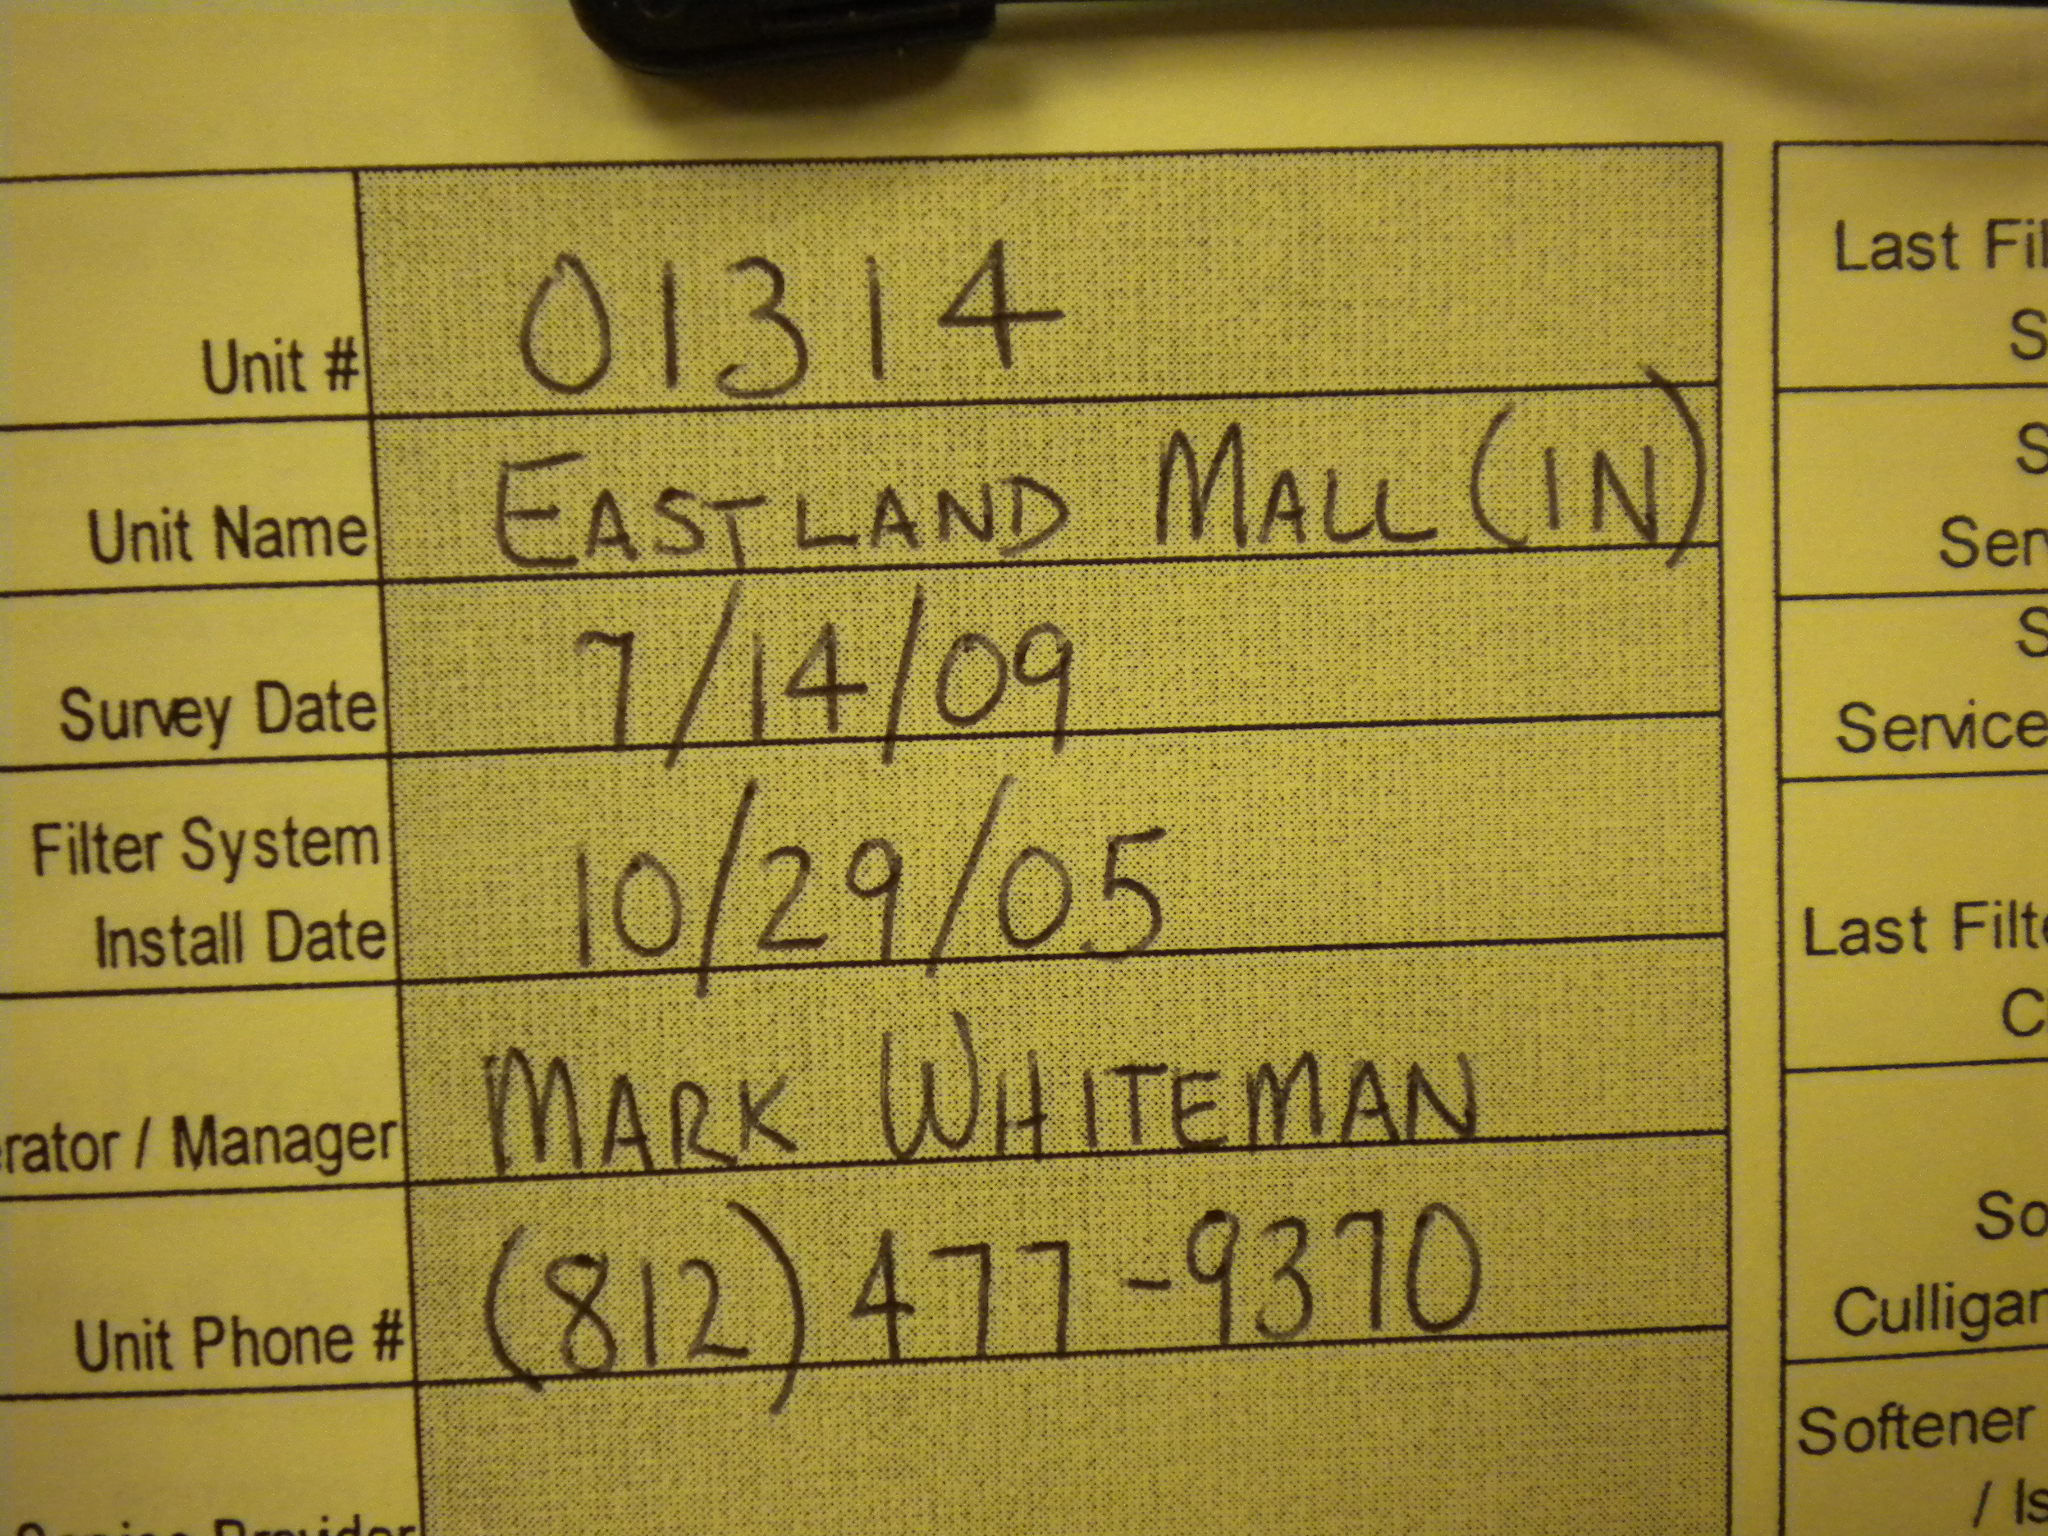 Unit # 01314
Unit Name EASTLAND MALL (IN)
Survey Date 7/14/09
Filter System
Install Date 10/29/05
rator / Manager MARK WHITEMAN
Unit Phone # (812) 477-9370
Last Fil
S
S
Serv
S
Service
Last Filte
C
So
Culligan
Softener
/ Is